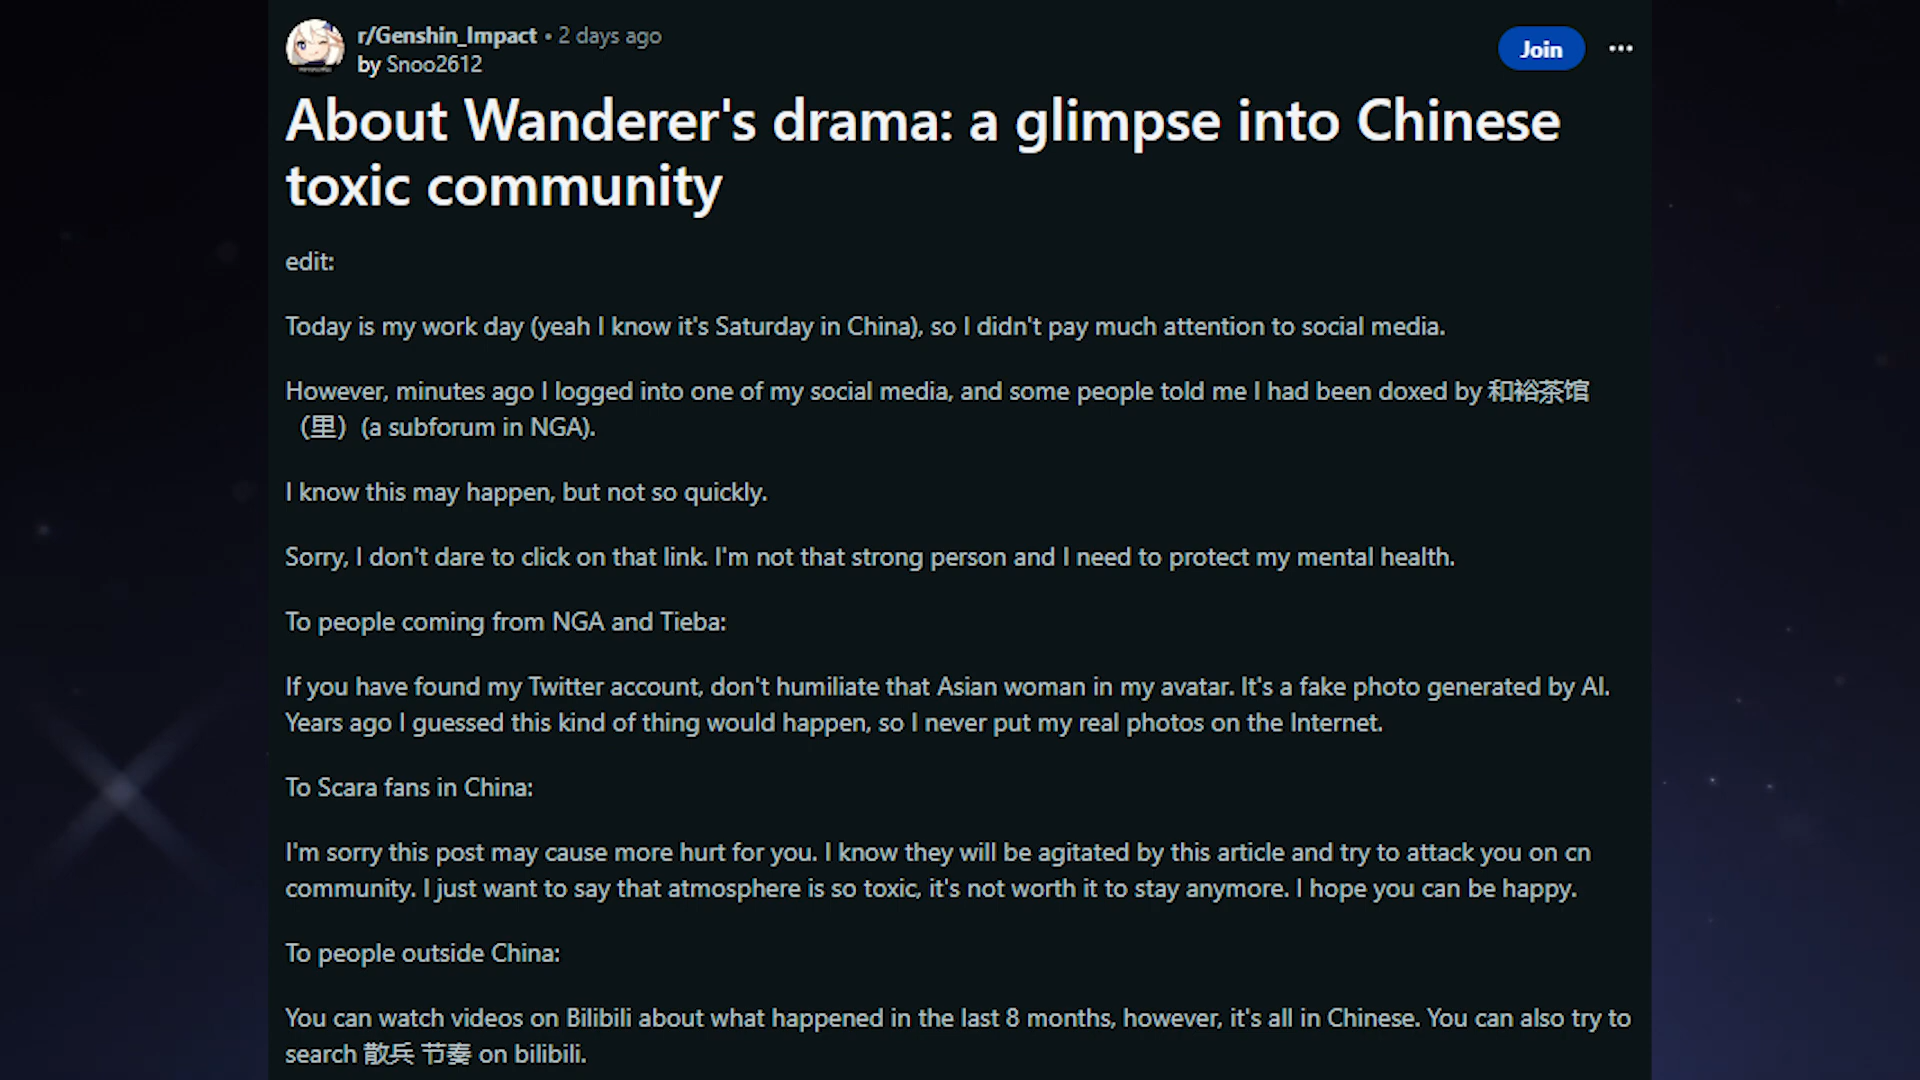 r/Genshin_Impact • 2 days ago
by Snoo2612
Join
About Wanderer's drama: a glimpse into Chinese
toxic community
edit:
Today is my work day (yeah I know it's Saturday in China), so I didn't pay much attention to social media.
However, minutes ago I logged into one of my social media, and some people told me I had been doxed by 和裕茶馆
（里）(a subforum in NGA).
I know this may happen, but not so quickly.
Sorry, I don't dare to click on that link. I'm not that strong person and I need to protect my mental health.
To people coming from NGA and Tieba:
If you have found my Twitter account, don't humiliate that Asian woman in my avatar. It's a fake photo generated by AI.
Years ago I guessed this kind of thing would happen, so I never put my real photos on the Internet.
To Scara fans in China:
I'm sorry this post may cause more hurt for you. I know they will be agitated by this article and try to attack you on cn
community. I just want to say that atmosphere is so toxic, it's not worth it to stay anymore. I hope you can be happy.
To people outside China:
You can watch videos on Bilibili about what happened in the last 8 months, however, it's all in Chinese. You can also try to
search 散兵 节奏 on bilibili.